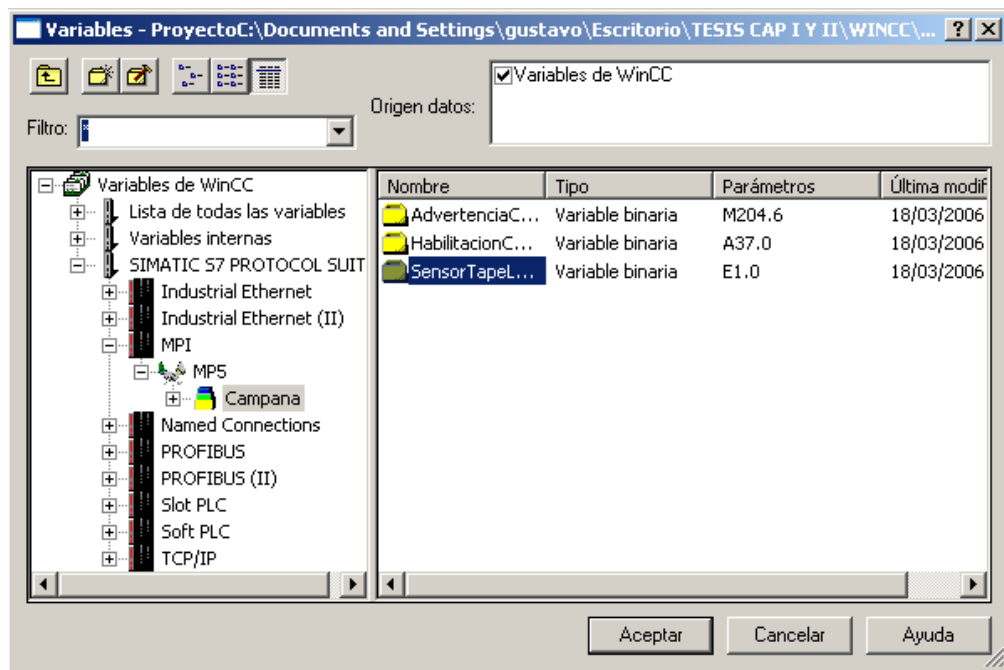 Variables - ProyectoC:\Documents and Settings\gustavo\Escritorio\TESIS CAP I Y II\WINCC\...
Variables de WinCC
Origen datos:
Filtro: *
Variables de WinCC
Lista de todas las variables
Variables internas
SIMATIC S7 PROTOCOL SUIT
Industrial Ethernet
Industrial Ethernet (II)
MPI
MP5
Campana
Named Connections
PROFIBUS
PROFIBUS (II)
Slot PLC
Soft PLC
TCP/IP
Nombre Tipo Parámetros Última modif
AdvertenciaC... Variable binaria M204.6 18/03/2006
HabilitacionC... Variable binaria A37.0 18/03/2006
SensorTapeL... Variable binaria E1.0 18/03/2006
Aceptar Cancelar Ayuda